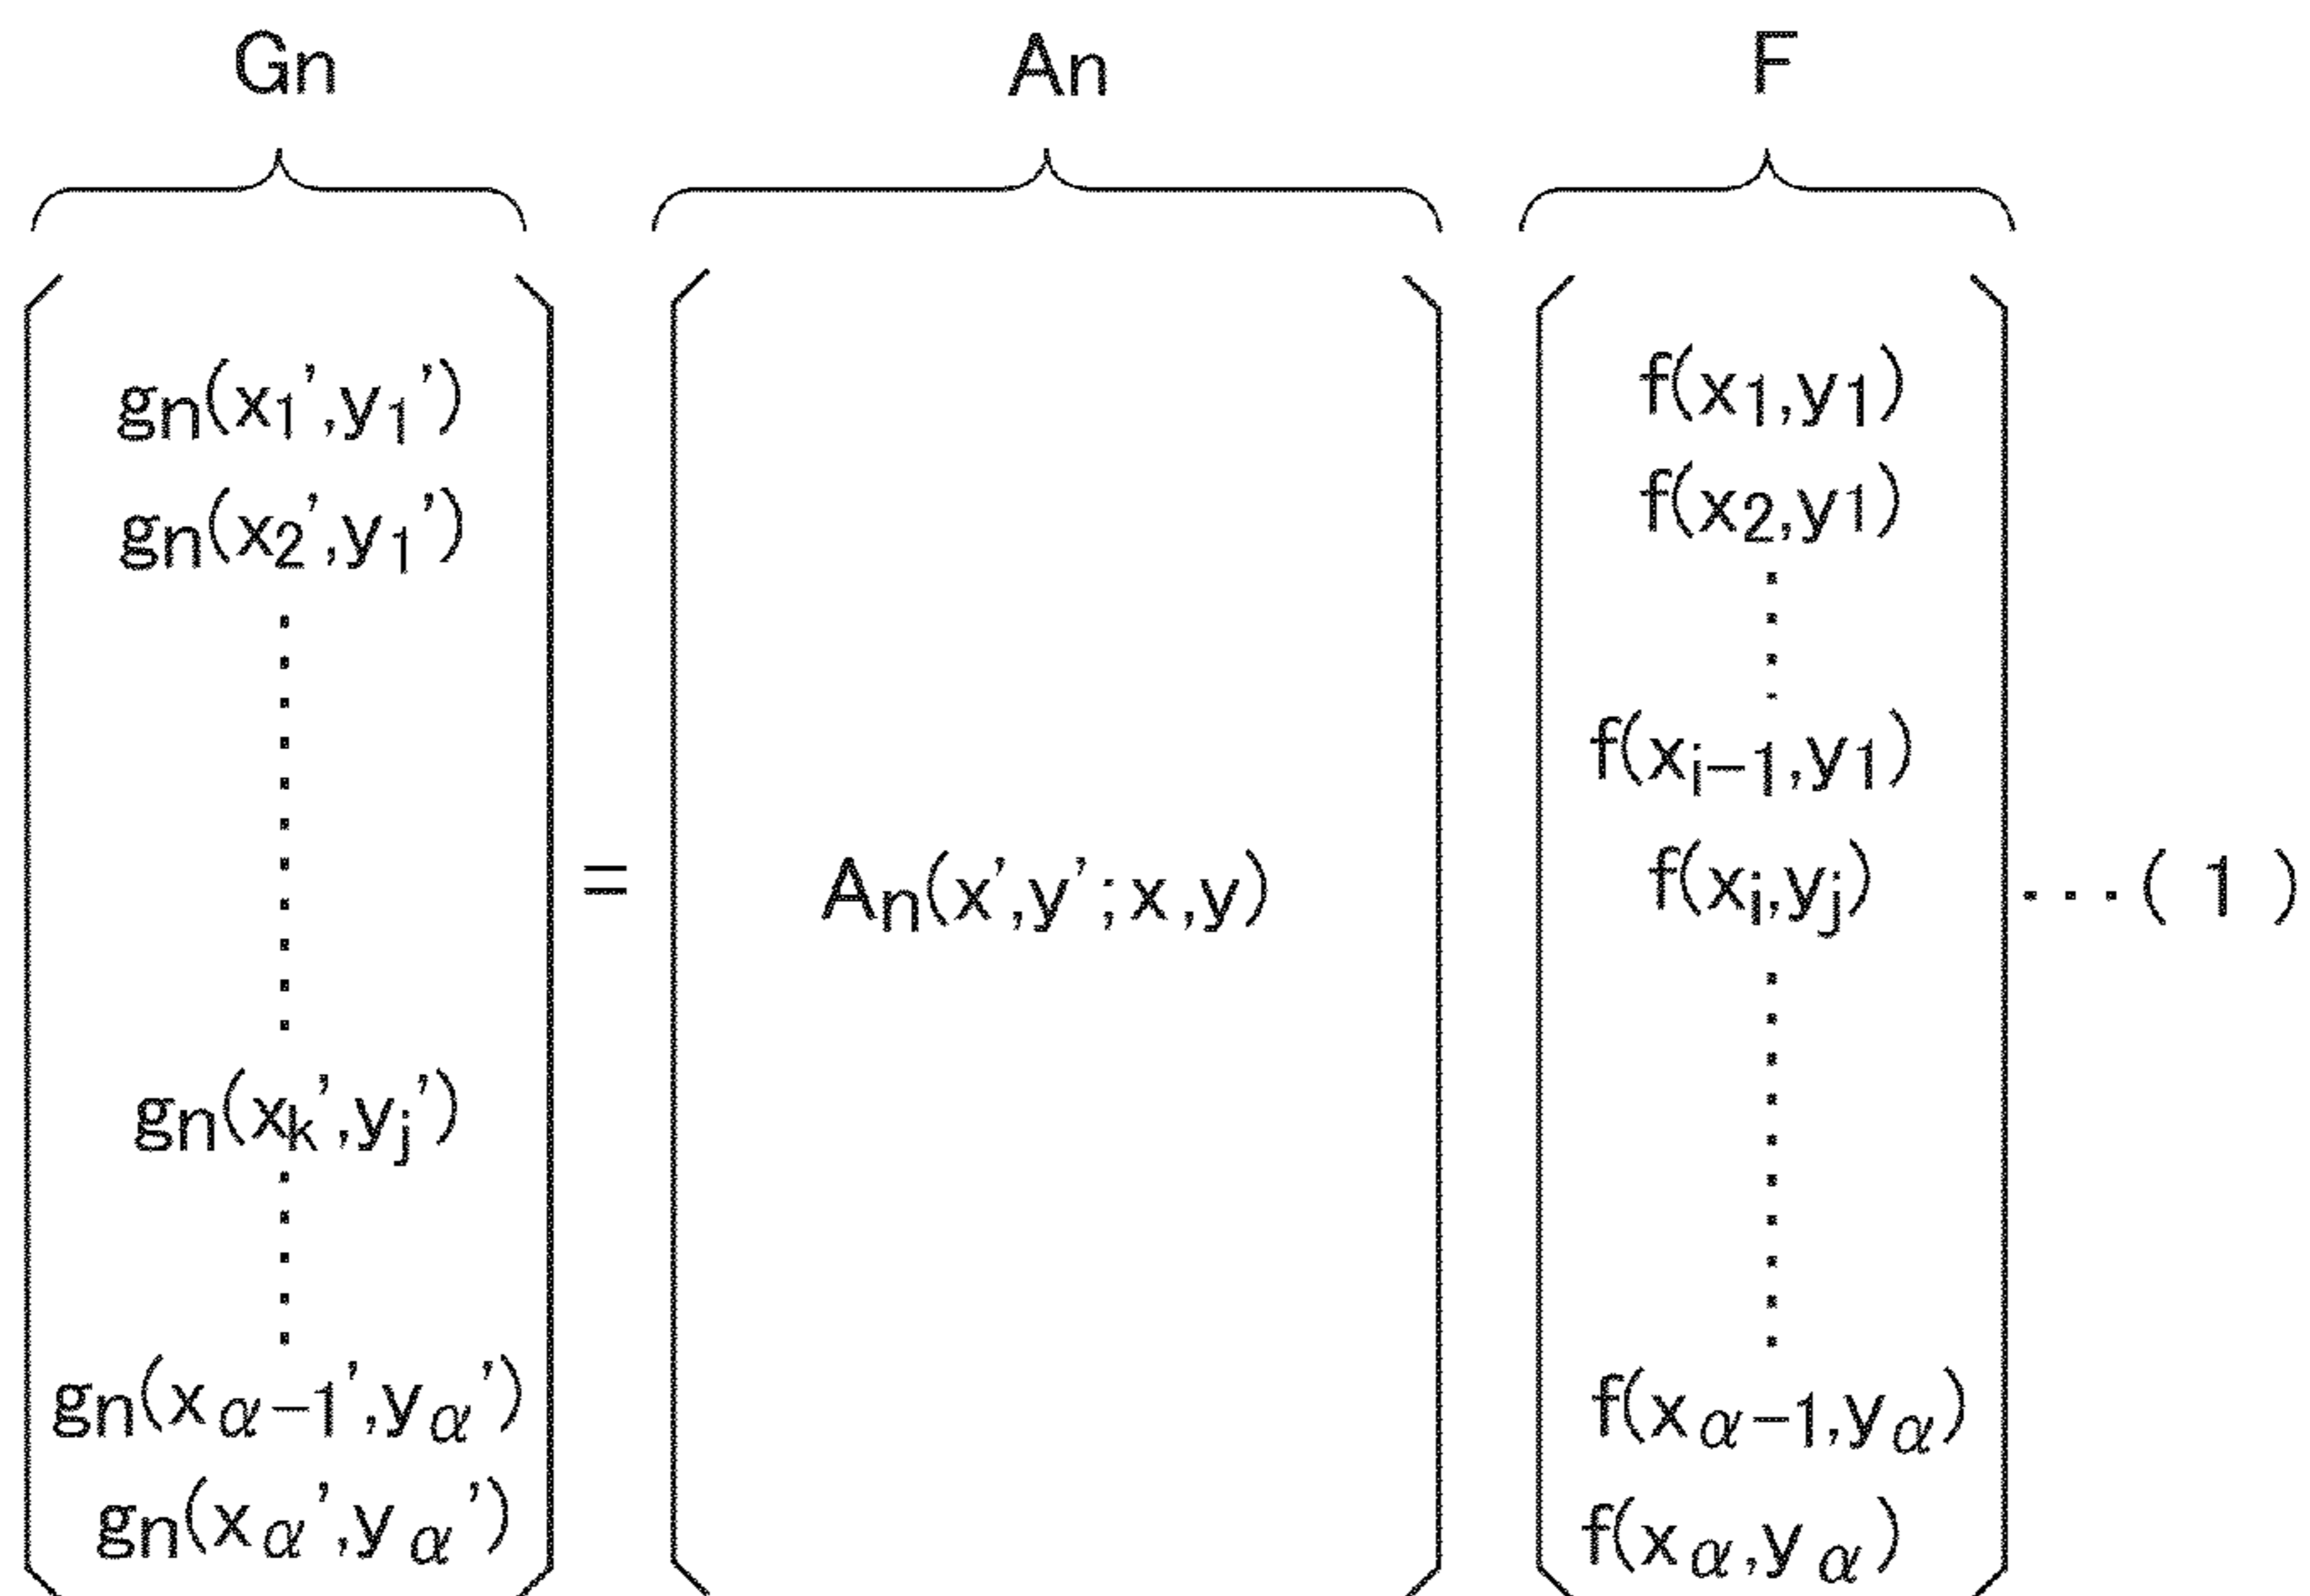 Gn An F
gn(x1',y1') f(x1,y1)
gn(x2',y1') f(x2,y1)
f(xi−1,y1)
= An(x',y';x,y) f(xi,yj) ...( 1 )
gn(xk',yj')
gn(xα−1',yα') f(xα−1,yα)
gn(xα',yα') f(xα,yα)